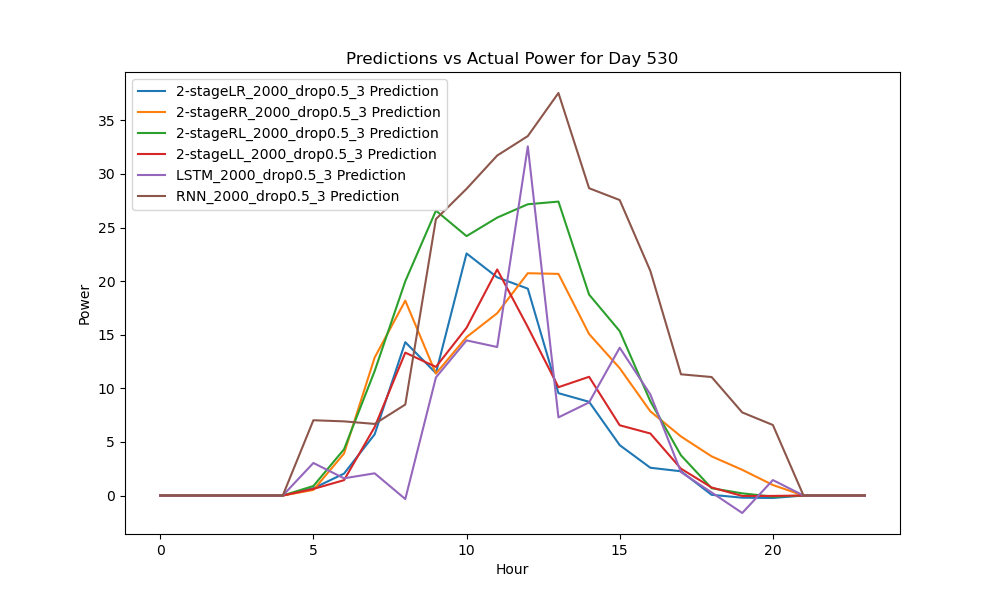 Predictions vs Actual Power for Day 530
2-stageLR_2000_drop0.5_3 Prediction
2-stageRR_2000_drop0.5_3 Prediction
2-stageRL_2000_drop0.5_3 Prediction
2-stageLL_2000_drop0.5_3 Prediction
LSTM_2000_drop0.5_3 Prediction
RNN_2000_drop0.5_3 Prediction
35
30
25
20
15
10
5
0
Power
0 5 10 15 20
Hour